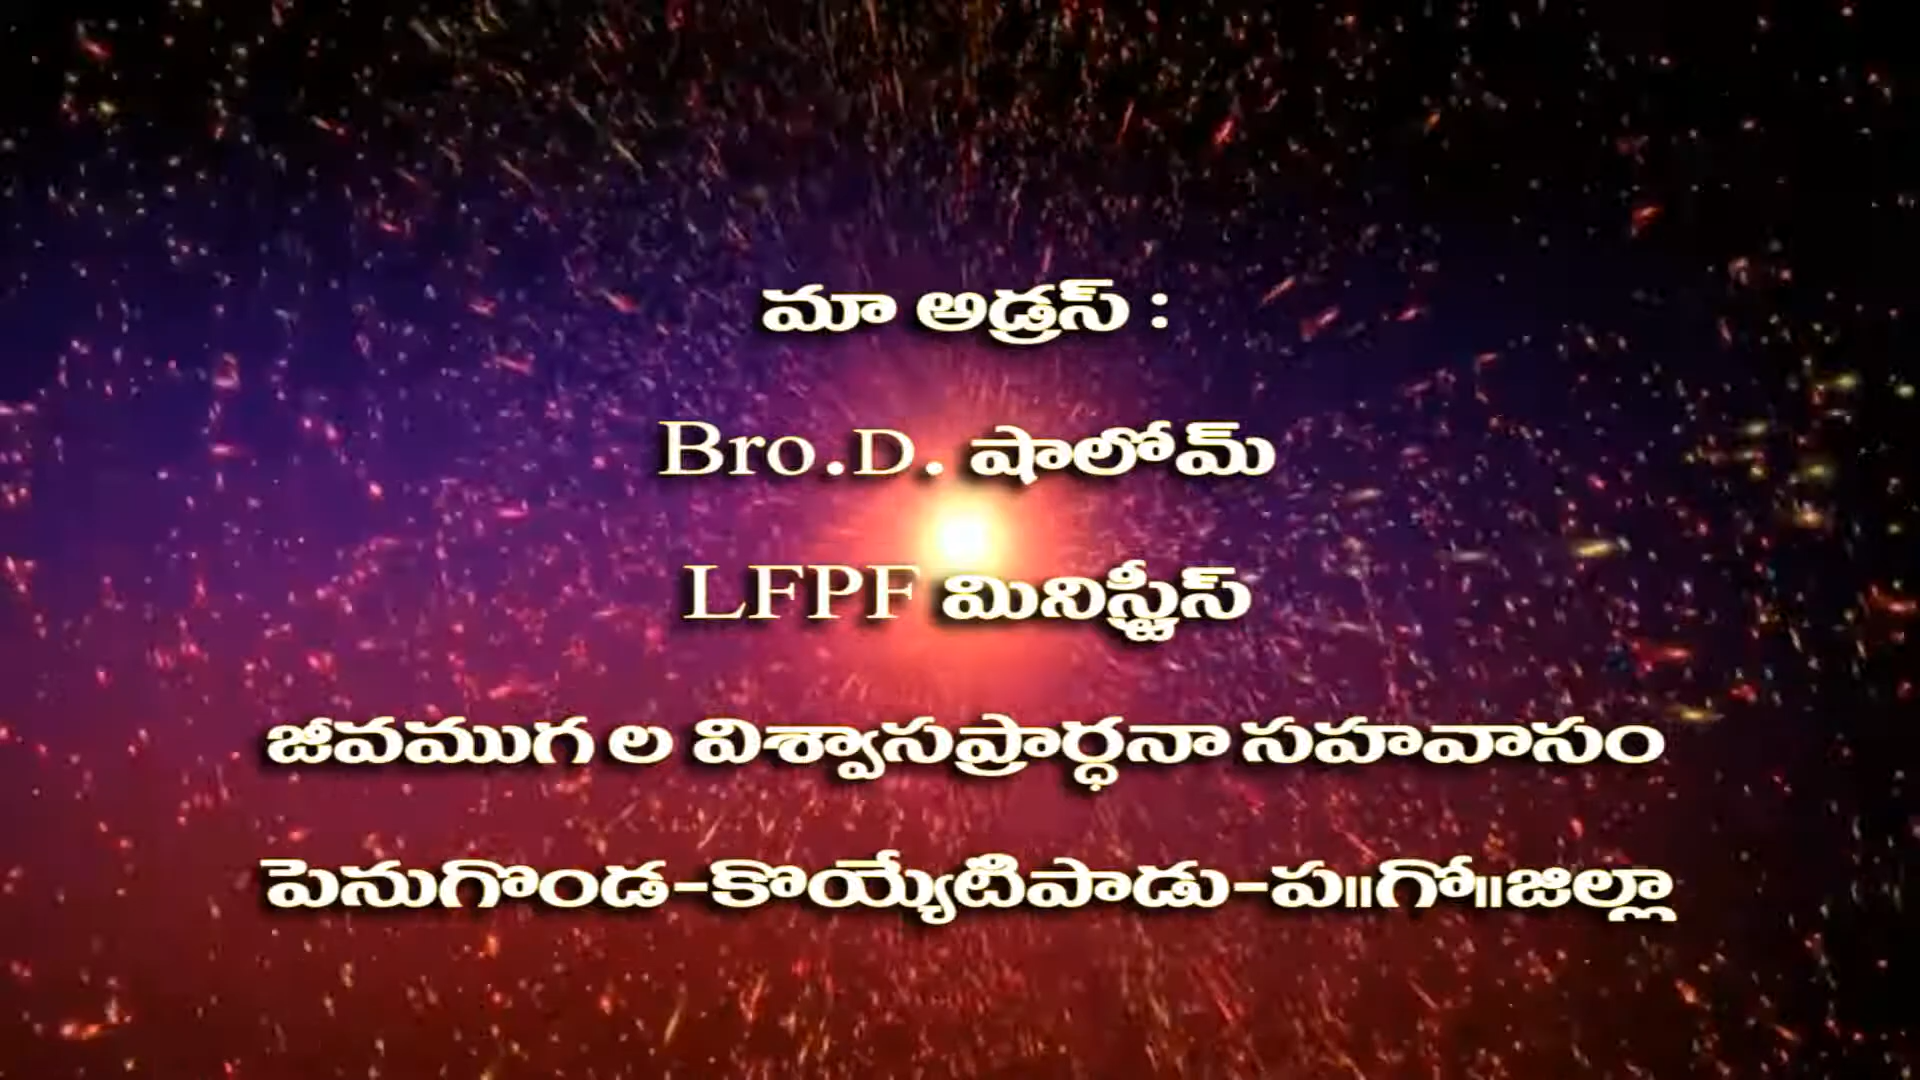 మా అడ్రస్ :
Bro.D. షాలోమ్
LFPF మినిస్ట్రీస్
జీవముగ ల విశ్వాసప్రార్ధనా సహవాసం
పెనుగొండ-కొయ్యేటిపాడు-ప॥గో॥జిల్లా